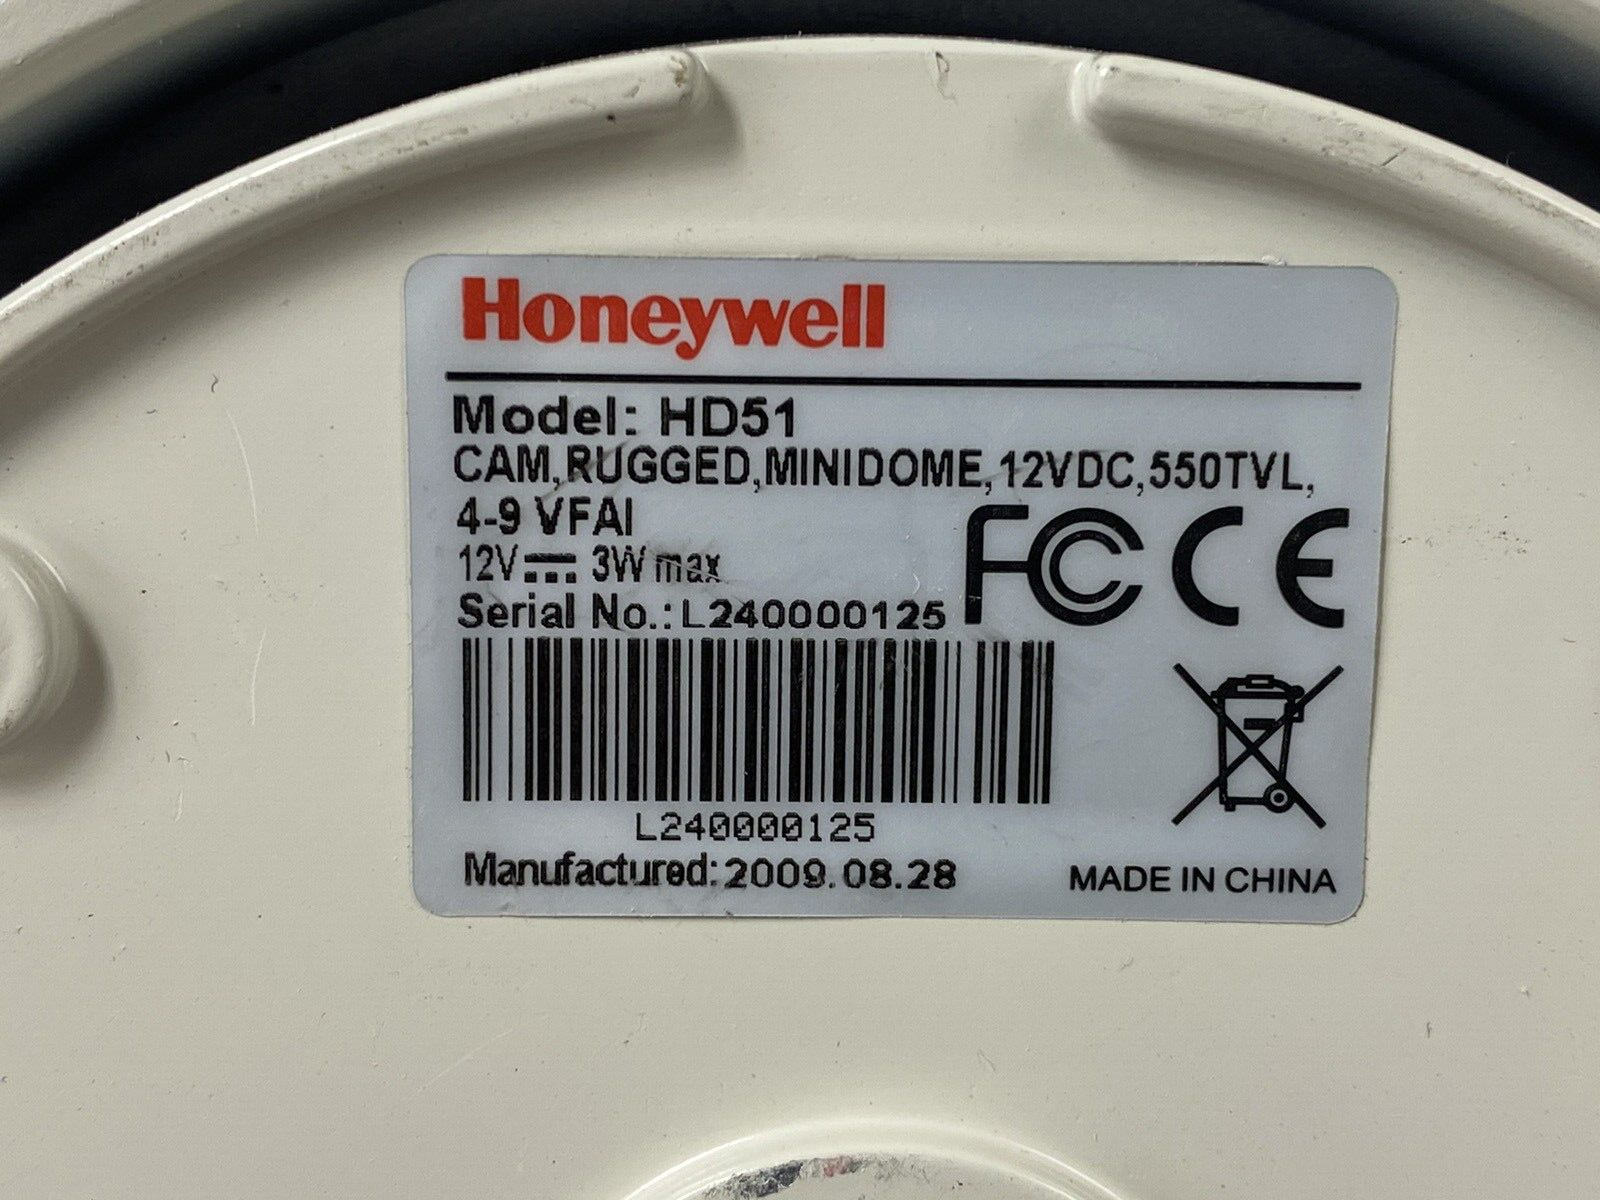 Honeywell
Model: HD51
CAM,RUGGED,MINIDOME,12VDC,550TVL,
4-9 VFAI
12V⎓ 3W max
FC CE
Serial No.: L240000125
L240000125
Manufactured: 2009.08.28
MADE IN CHINA